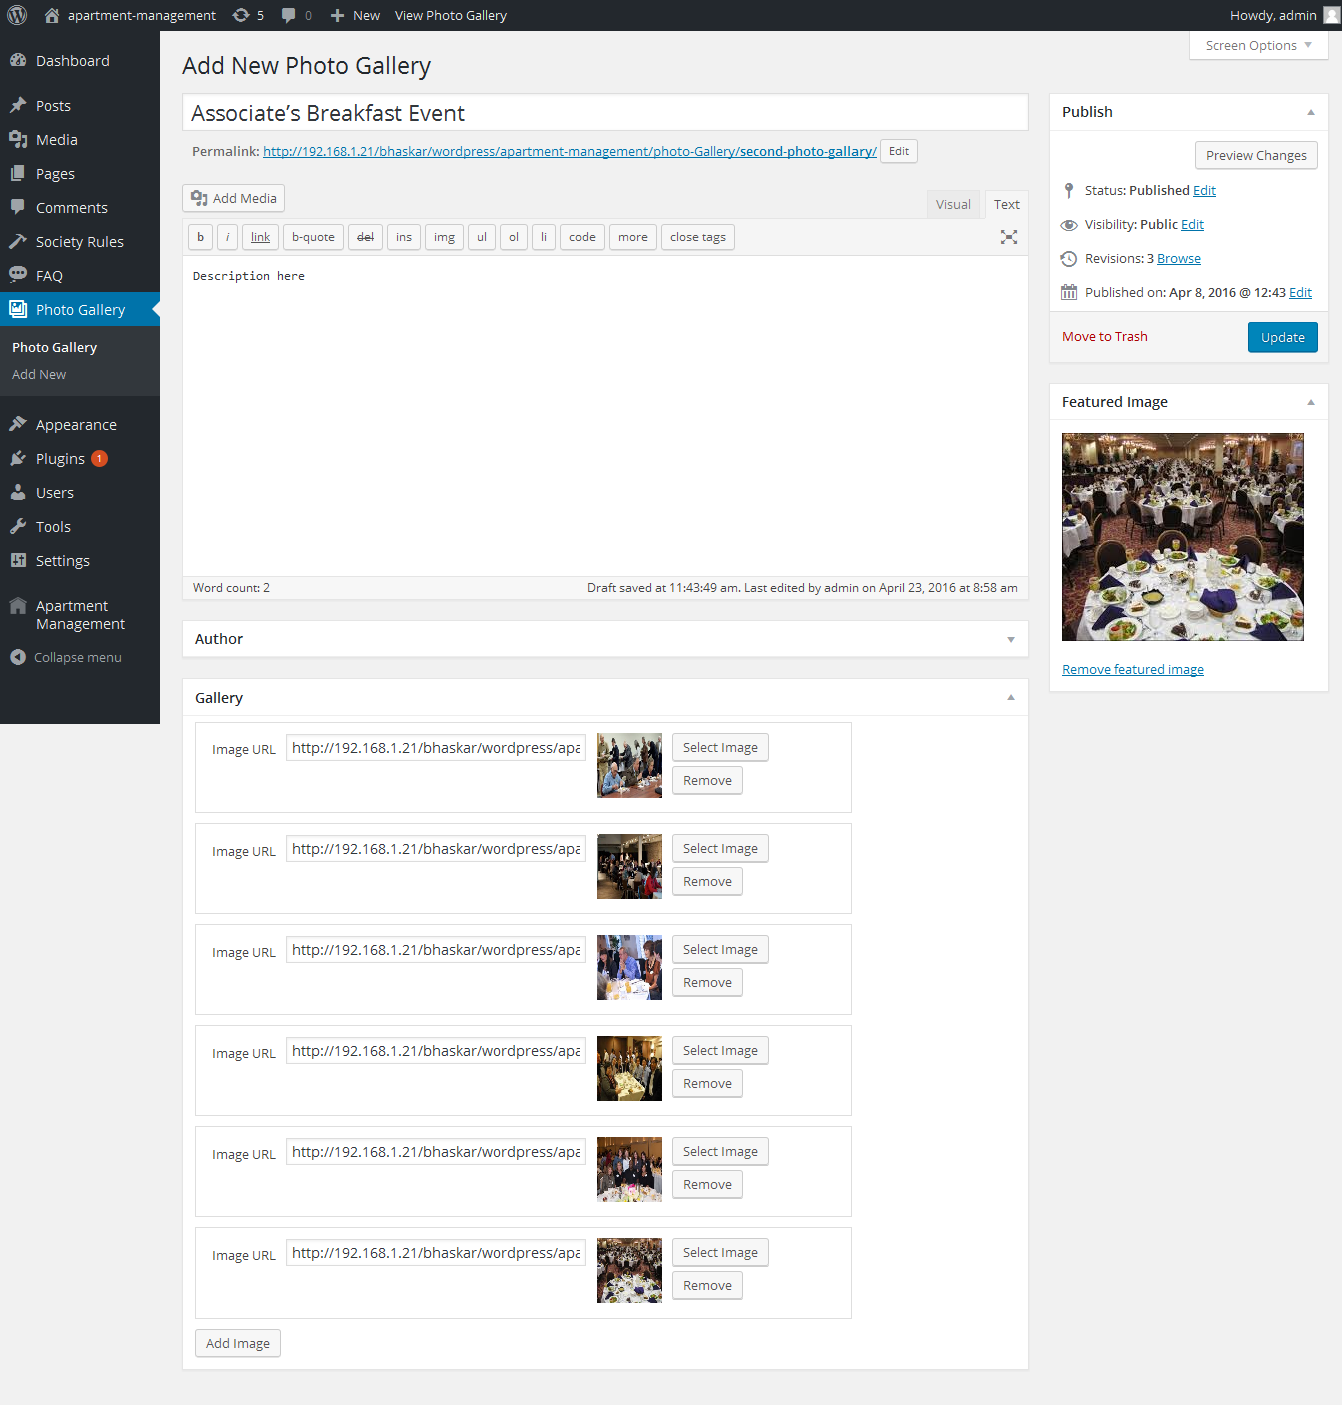 apartment-management 5 0 New View Photo Gallery Howdy, admin
Screen Options
Dashboard
Posts
Media
Pages
Comments
Society Rules
FAQ
Photo Gallery
Photo Gallery
Add New
Appearance
Plugins 1
Users
Tools
Settings
Apartment
Management
Collapse menu
Add New Photo Gallery
Associate’s Breakfast Event
Permalink: http://192.168.1.21/bhaskar/wordpress/apartment-management/photo-Gallery/second-photo-gallary/ Edit
Add Media
Visual Text
b i link b-quote del ins img ul ol li code more close tags
Description here
Word count: 2 Draft saved at 11:43:49 am. Last edited by admin on April 23, 2016 at 8:58 am
Author
Gallery
Image URL http://192.168.1.21/bhaskar/wordpress/apa Select Image
Remove
Image URL http://192.168.1.21/bhaskar/wordpress/apa Select Image
Remove
Image URL http://192.168.1.21/bhaskar/wordpress/apa Select Image
Remove
Image URL http://192.168.1.21/bhaskar/wordpress/apa Select Image
Remove
Image URL http://192.168.1.21/bhaskar/wordpress/apa Select Image
Remove
Image URL http://192.168.1.21/bhaskar/wordpress/apa Select Image
Remove
Add Image
Publish
Preview Changes
Status: Published Edit
Visibility: Public Edit
Revisions: 3 Browse
Published on: Apr 8, 2016 @ 12:43 Edit
Move to Trash Update
Featured Image
Remove featured image